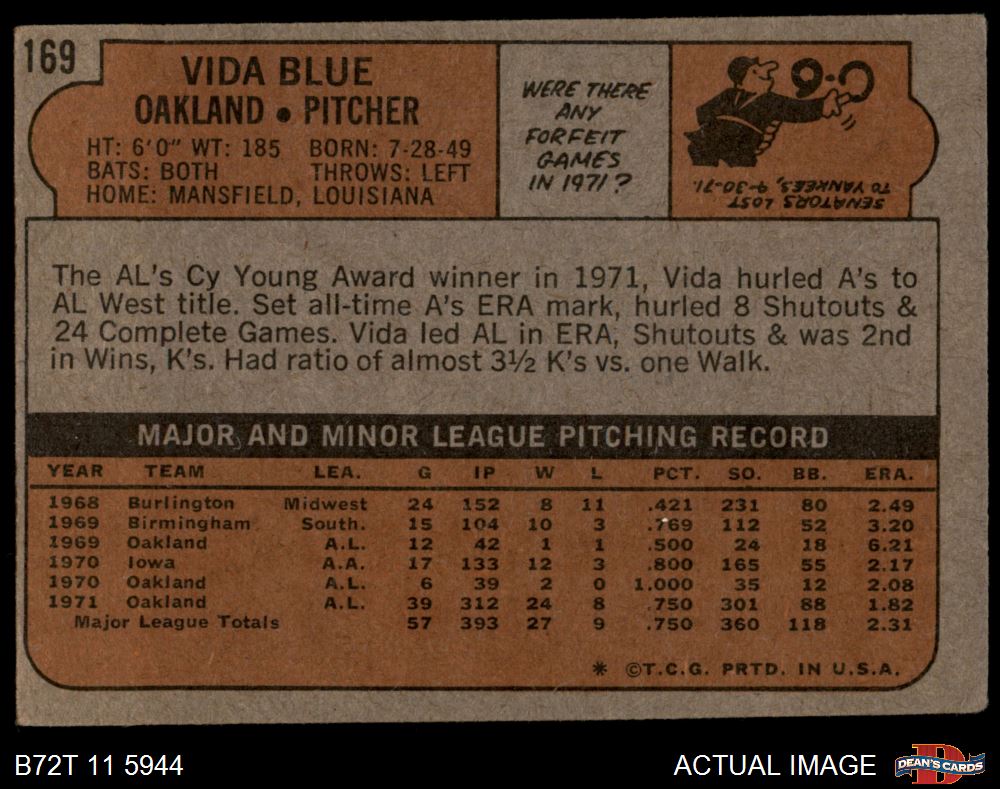 169
VIDA BLUE
OAKLAND • PITCHER
HT: 6'0" WT: 185 BORN: 7-28-49
BATS: BOTH THROWS: LEFT
HOME: MANSFIELD, LOUISIANA
WERE THERE
ANY
FORFEIT
GAMES
IN 1971?
9-0
SENATORS LOST
TO YANKEES, 9-30-71.
The AL's Cy Young Award winner in 1971, Vida hurled A's to
AL West title. Set all-time A's ERA mark, hurled 8 Shutouts &
24 Complete Games. Vida led AL in ERA, Shutouts & was 2nd
in Wins, K's. Had ratio of almost 3½ K's vs. one Walk.
MAJOR AND MINOR LEAGUE PITCHING RECORD
YEAR TEAM LEA. G IP W L PCT. SO. BB. ERA.
1968 Burlington Midwest 24 152 8 11 .421 231 80 2.49
1969 Birmingham South. 15 104 10 3 .769 112 52 3.20
1969 Oakland A.L. 12 42 1 1 .500 24 18 6.21
1970 Iowa A.A. 17 133 12 3 .800 165 55 2.17
1970 Oakland A.L. 6 39 2 0 1.000 35 12 2.08
1971 Oakland A.L. 39 312 24 8 .750 301 88 1.82
Major League Totals 57 393 27 9 .750 360 118 2.31
* ©T.C.G. PRTD. IN U.S.A.
B72T 11 5944
ACTUAL IMAGE
D
DEAN'S CARDS